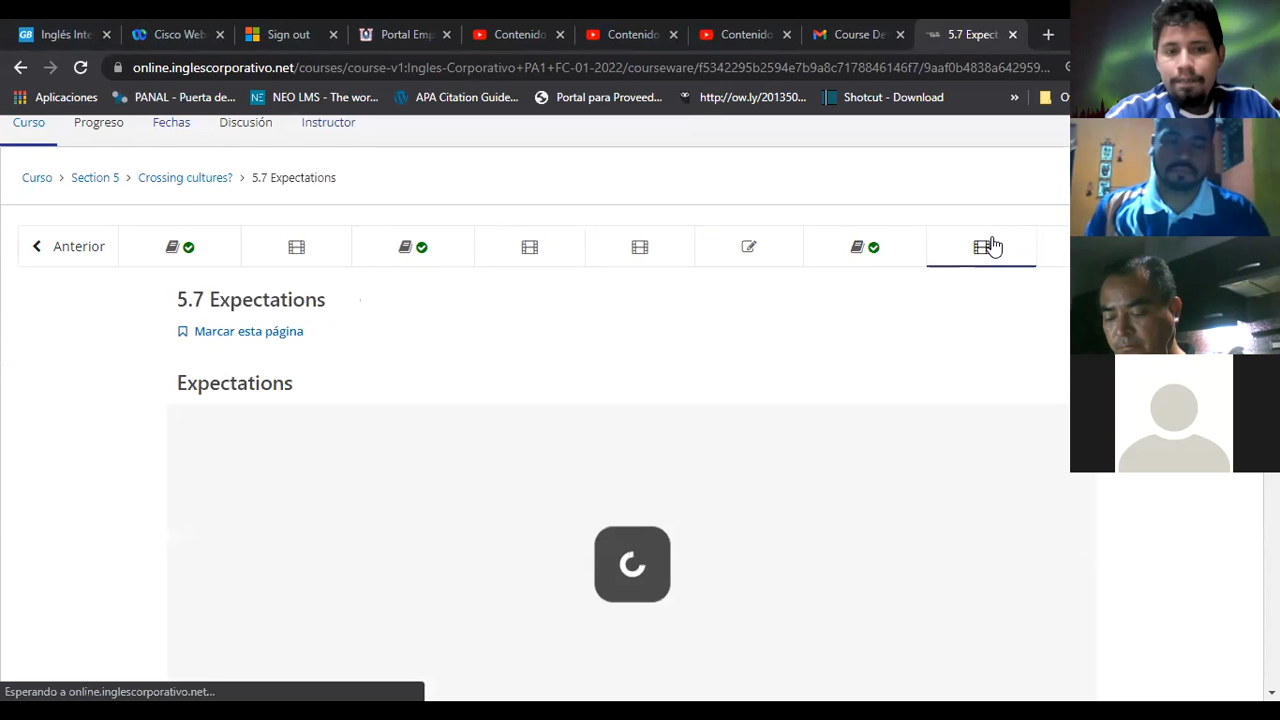 Inglés Inte
Cisco Web
Sign out
Portal Emp
Contenido
Contenido
Contenido
Course De
5.7 Expect
online.inglescorporativo.net/courses/course-v1:Ingles-Corporativo+PA1+FC-01-2022/courseware/f5342295b2594e7b9a8c7178846146f7/9aaf0b4838a642959...
Aplicaciones
PANAL - Puerta de...
NEO LMS - The wor...
APA Citation Guide...
Portal para Proveed...
http://ow.ly/201350...
Shotcut - Download
»
Curso
Progreso
Fechas
Discusión
Instructor
Curso > Section 5 > Crossing cultures? > 5.7 Expectations
Anterior
5.7 Expectations
Marcar esta página
Expectations
Esperando a online.inglescorporativo.net...